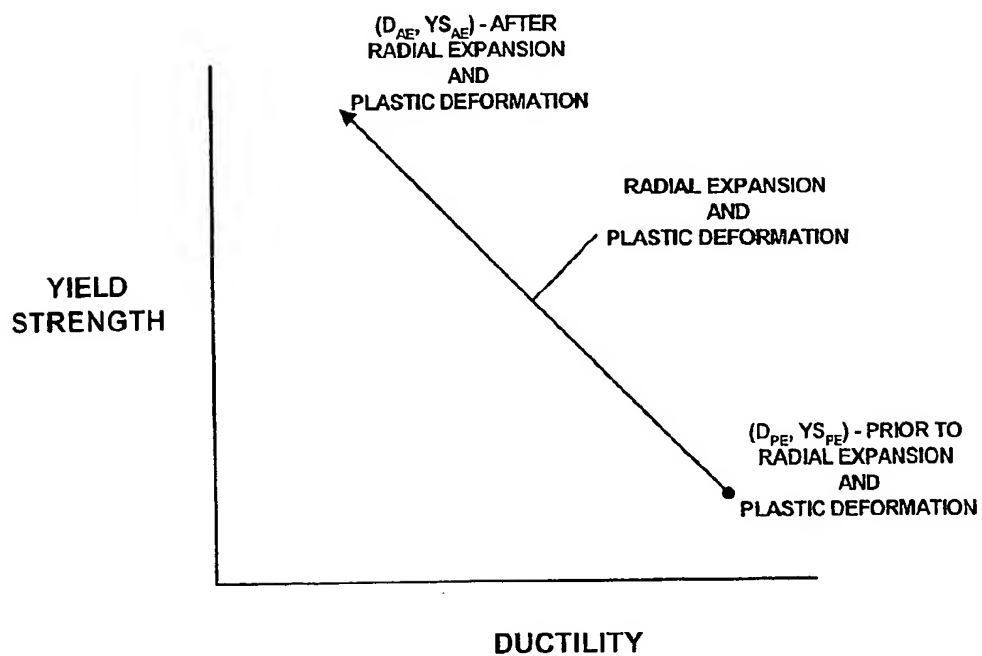 (D_AE, YS_AE) - AFTER
RADIAL EXPANSION
AND
PLASTIC DEFORMATION
RADIAL EXPANSION
AND
PLASTIC DEFORMATION
YIELD
STRENGTH
(D_PE, YS_PE) - PRIOR TO
RADIAL EXPANSION
AND
PLASTIC DEFORMATION
DUCTILITY